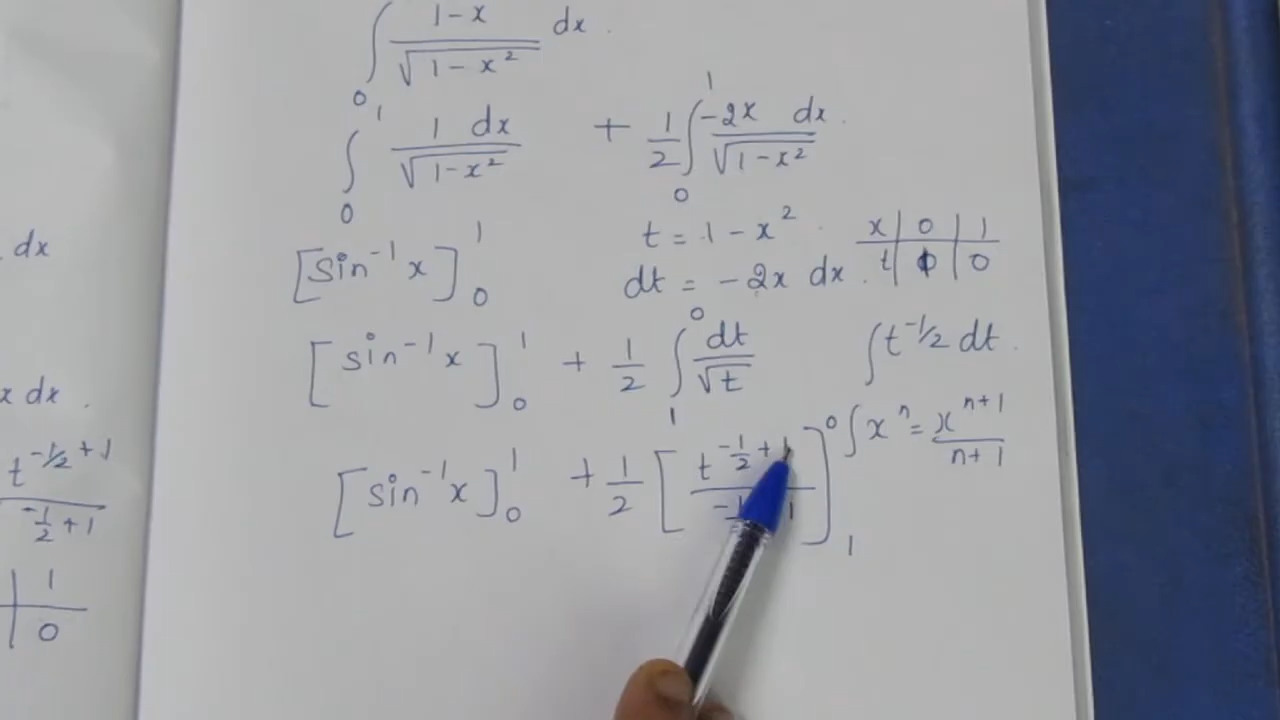 ∫₀ 1-x / √1-x² dx.
∫₀¹ 1 dx / √1-x² + 1/2 ∫₀¹ -2x dx / √1-x².
[sin⁻¹ x]₀¹ t = 1-x².
dt = -2x dx.
x | 0 | 1
t | 1 | 0
[sin⁻¹ x]₀¹ + 1/2 ∫₁⁰ dt / √t
∫ t^-1/2 dt.
[sin⁻¹ x]₀¹ + 1/2 [ t^-1/2+1 / -1 1 ]₁⁰
∫ xⁿ = x^n+1 / n+1
dx
x dx.
t^-1/2+1 / -1/2+1
1
0